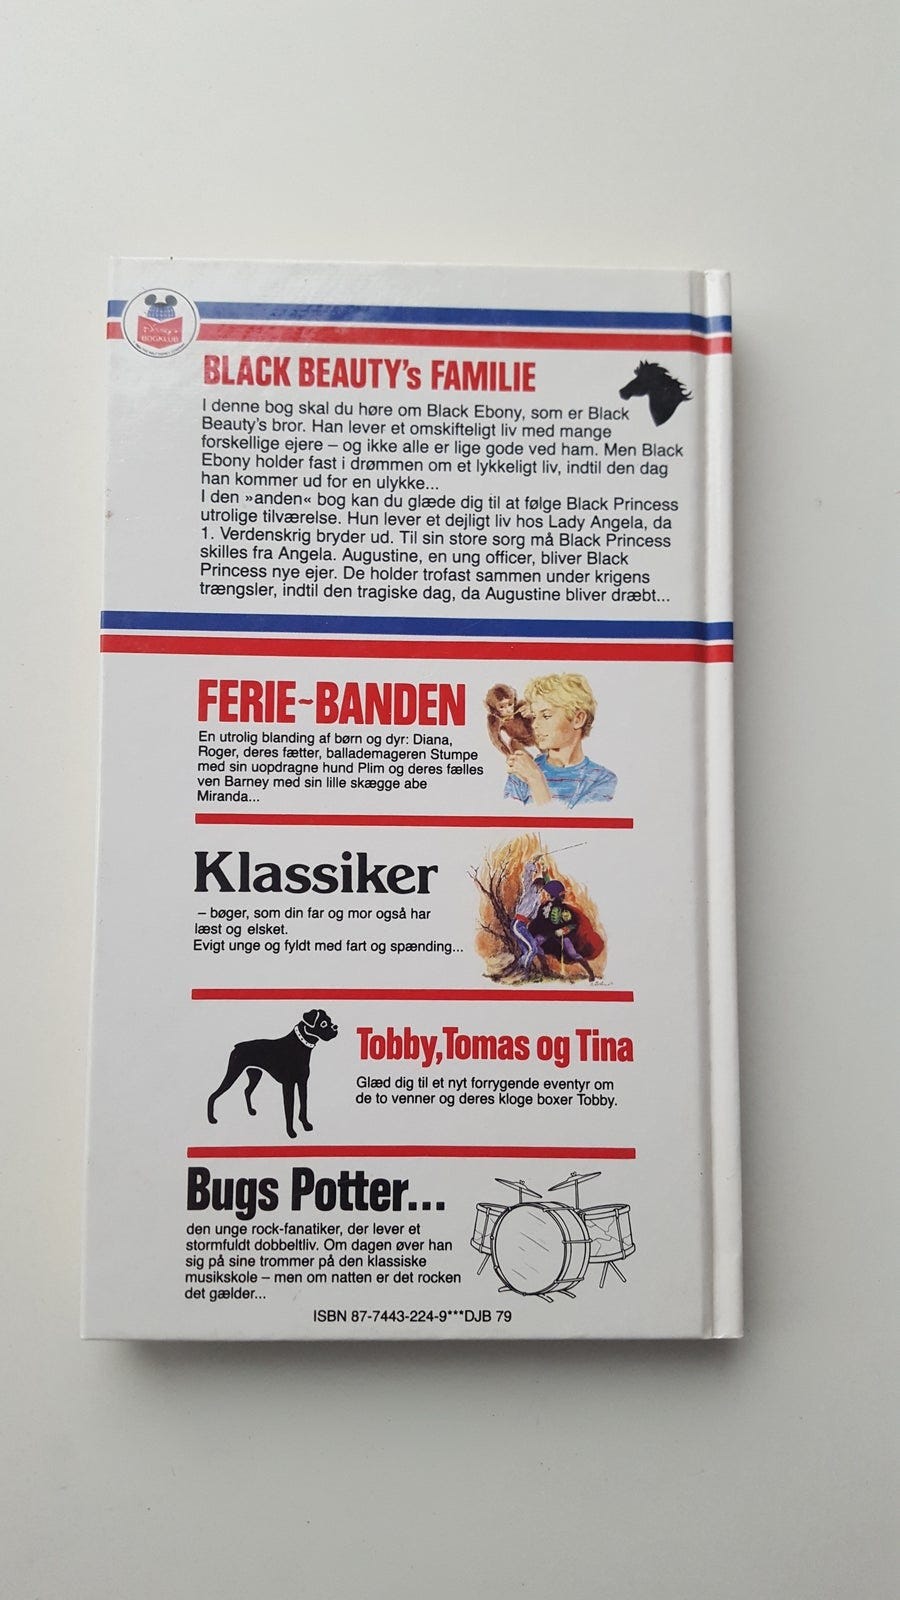 Disney's
BOGKLUB
BLACK BEAUTY's FAMILIE
I denne bog skal du høre om Black Ebony, som er Black
Beauty's bror. Han lever et omskifteligt liv med mange
forskellige ejere – og ikke alle er lige gode ved ham. Men Black
Ebony holder fast i drømmen om et lykkeligt liv, indtil den dag
han kommer ud for en ulykke...
I den »anden« bog kan du glæde dig til at følge Black Princess
utrolige tilværelse. Hun lever et dejligt liv hos Lady Angela, da
1. Verdenskrig bryder ud. Til sin store sorg må Black Princess
skilles fra Angela. Augustine, en ung officer, bliver Black
Princess nye ejer. De holder trofast sammen under krigens
trængsler, indtil den tragiske dag, da Augustine bliver dræbt...
FERIE~BANDEN
En utrolig blanding af børn og dyr: Diana,
Roger, deres fætter, ballademageren Stumpe
med sin uopdragne hund Plim og deres fælles
ven Barney med sin lille skægge abe
Miranda...
Klassiker
– bøger, som din far og mor også har
læst og elsket.
Evigt unge og fyldt med fart og spænding...
Tobby,Tomas og Tina
Glæd dig til et nyt forrygende eventyr om
de to venner og deres kloge boxer Tobby.
Bugs Potter...
den unge rock-fanatiker, der lever et
stormfuldt dobbeltliv. Om dagen øver han
sig på sine trommer på den klassiske
musikskole – men om natten er det rocken
det gælder...
ISBN 87-7443-224-9***DJB 79